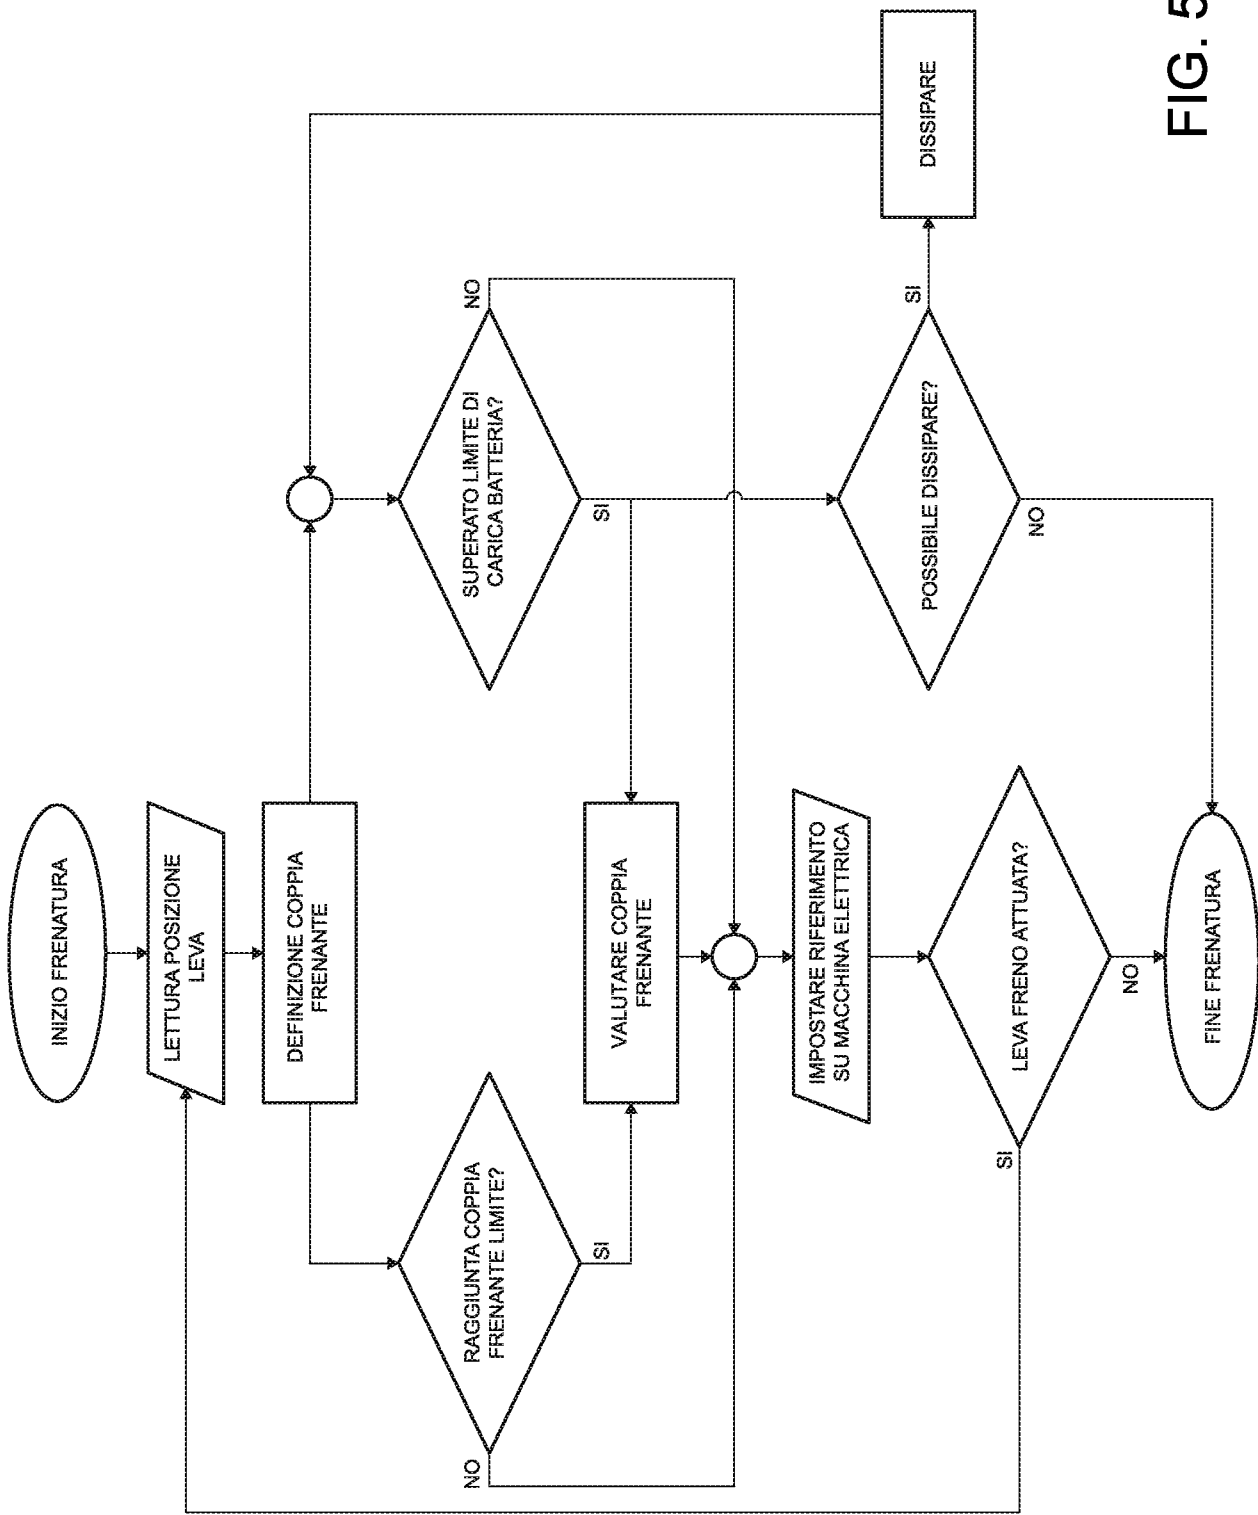 INIZIO FRENATURA
LETTURA POSIZIONE
LEVA
DEFINIZIONE COPPIA
FRENANTE
RAGGIUNTA COPPIA
FRENANTE LIMITE?
NO
SI
SUPERATO LIMITE DI
CARICA BATTERIA?
NO
SI
VALUTARE COPPIA
FRENANTE
IMPOSTARE RIFERIMENTO
SU MACCHINA ELETTRICA
LEVA FRENO ATTUATA?
SI
NO
POSSIBILE DISSIPARE?
SI
NO
DISSIPARE
FINE FRENATURA
FIG. 5